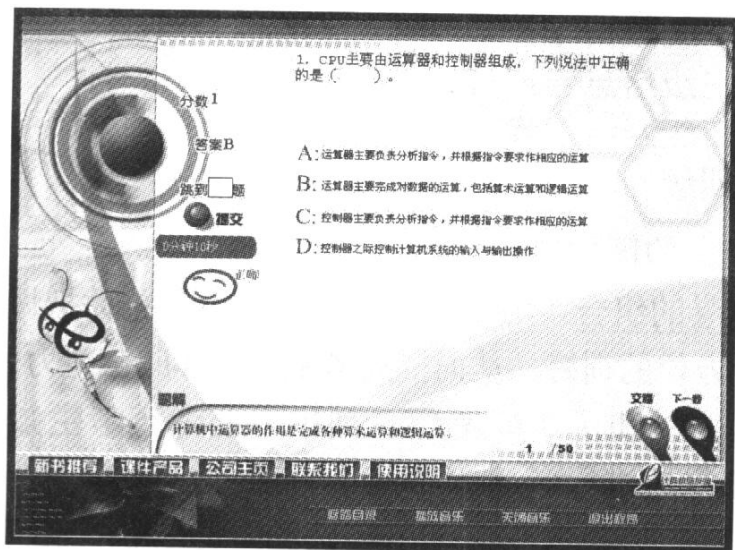 1. CPU主要由运算器和控制器组成, 下列说法中正确
的是（　　）。
分数1
答案B
跳到 题
提交
0分钟10秒
正确
A: 运算器主要负责分析指令，并根据指令要求作相应的运算
B: 运算器主要完成对数据的运算，包括算术运算和逻辑运算
C: 控制器主要负责分析指令，并根据指令要求作相应的运算
D: 控制器之际控制计算机系统的输入与输出操作
题解
交卷 下一题
计算机中运算器的作用是完成各种算术运算和逻辑运算。
1 /50
新书推荐 课件产品 公司主页 联系我们 使用说明
播放音乐 关闭音乐 退出程序